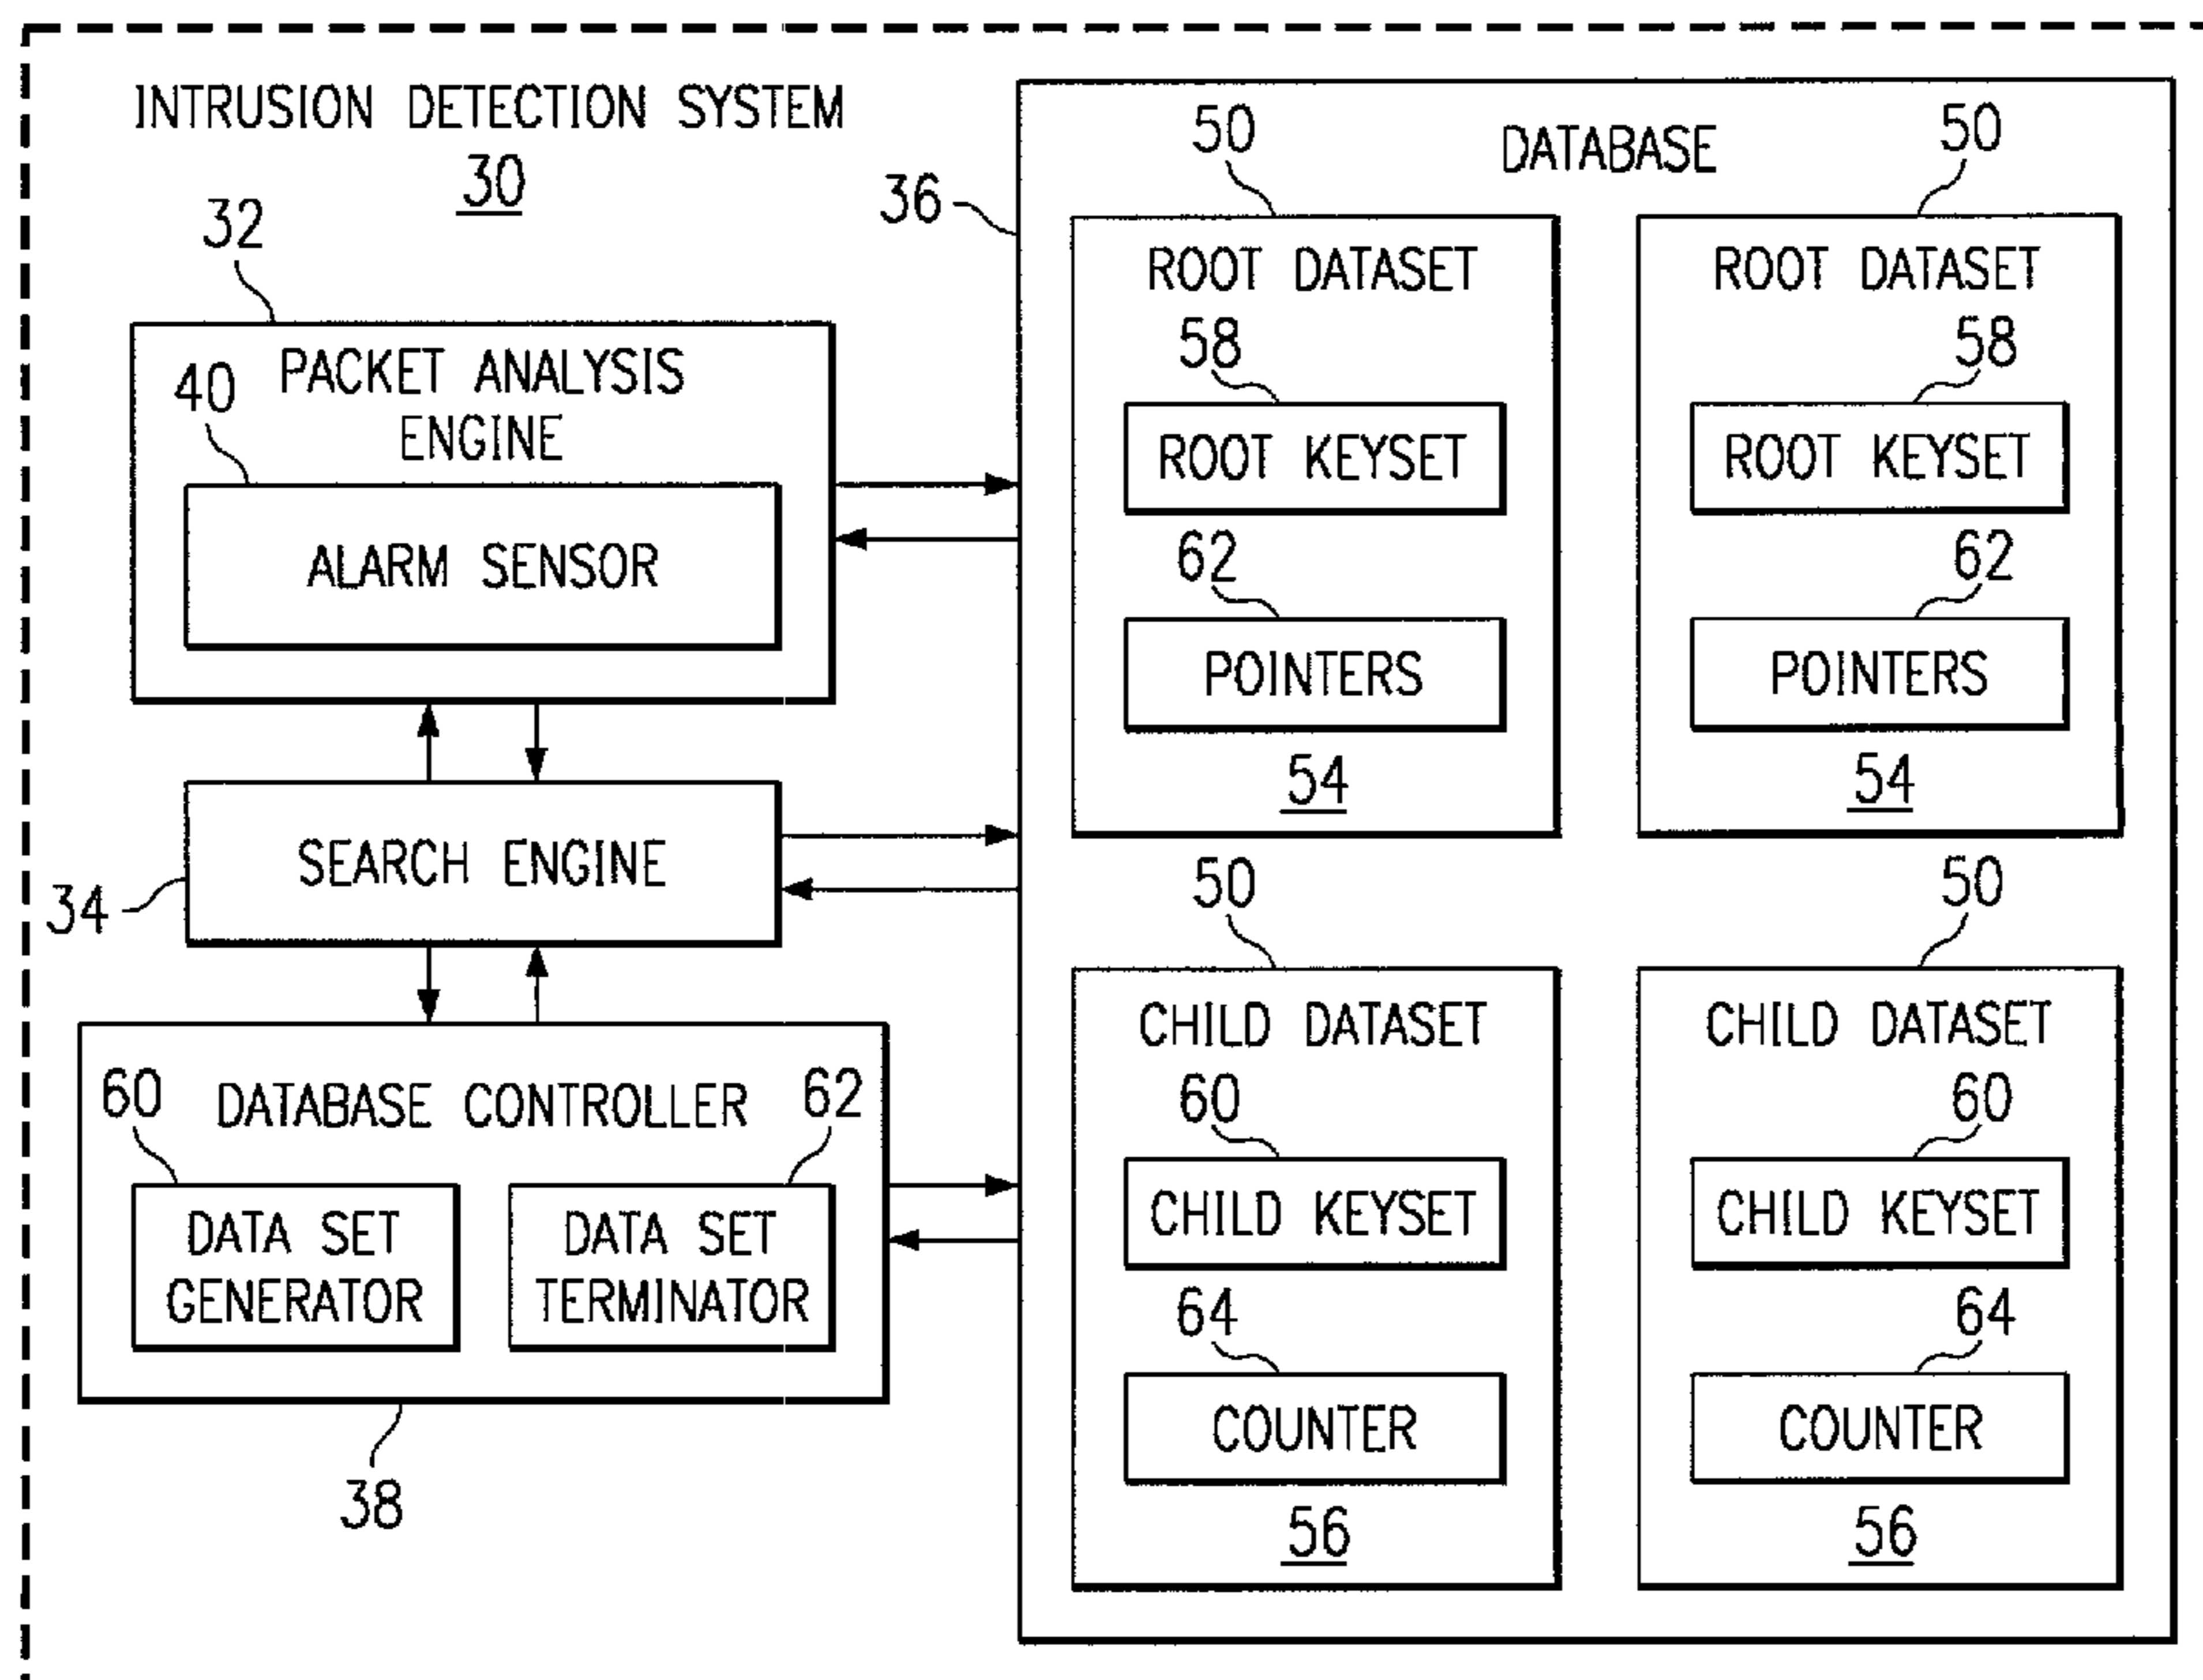 INTRUSION DETECTION SYSTEM
30
32
PACKET ANALYSIS
ENGINE
40
ALARM SENSOR
SEARCH ENGINE
34
DATABASE CONTROLLER
60
DATA SET
GENERATOR
62
DATA SET
TERMINATOR
38
36
DATABASE
50
ROOT DATASET
58
ROOT KEYSET
62
POINTERS
54
50
ROOT DATASET
58
ROOT KEYSET
62
POINTERS
54
50
CHILD DATASET
60
CHILD KEYSET
64
COUNTER
56
50
CHILD DATASET
60
CHILD KEYSET
64
COUNTER
56